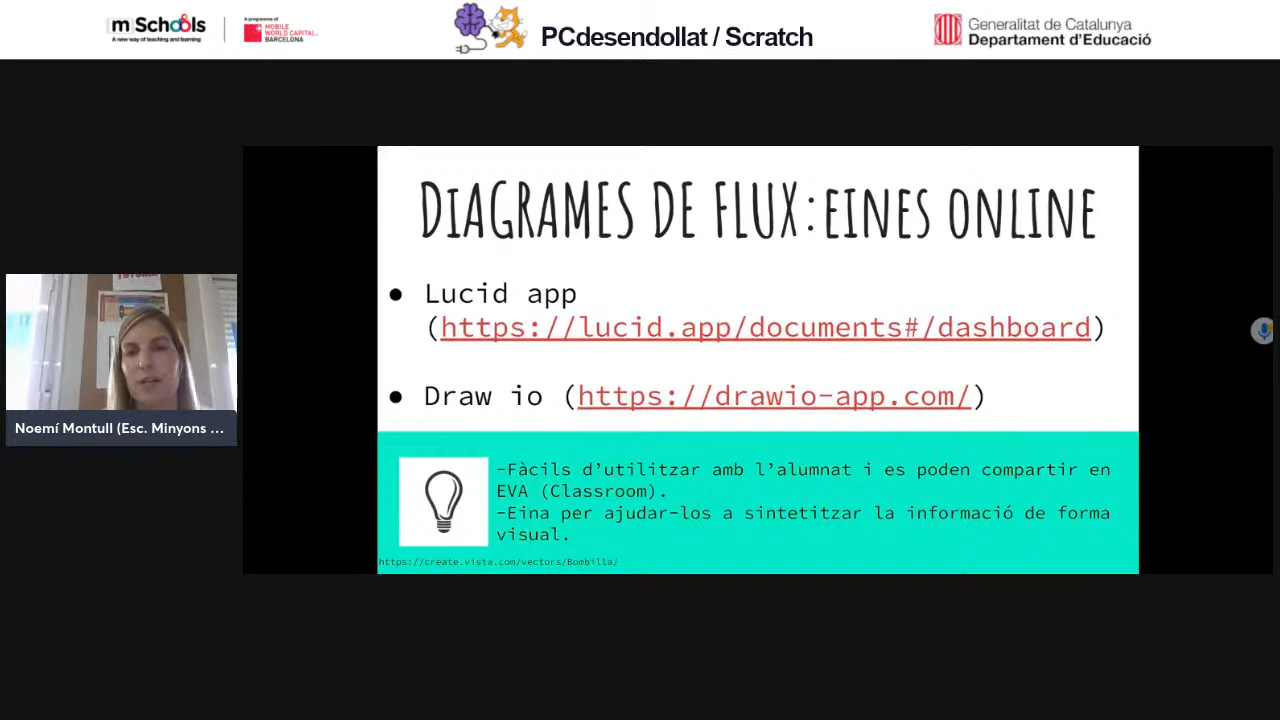 mSchools
A new way of teaching and learning
A programme of
MOBILE
WORLD CAPITAL
BARCELONA
PCdesendollat / Scratch
Generalitat de Catalunya
Departament d'Educació
DiAGRAMES DE FLUX:EINES ONLINE
● Lucid app
(https://lucid.app/documents#/dashboard)
● Draw io (https://drawio-app.com/)
-Fàcils d’utilitzar amb l’alumnat i es poden compartir en
EVA (Classroom).
-Eina per ajudar-los a sintetitzar la informació de forma
visual.
https://create.vista.com/vectors/Bombilla/
Noemí Montull (Esc. Minyons ...